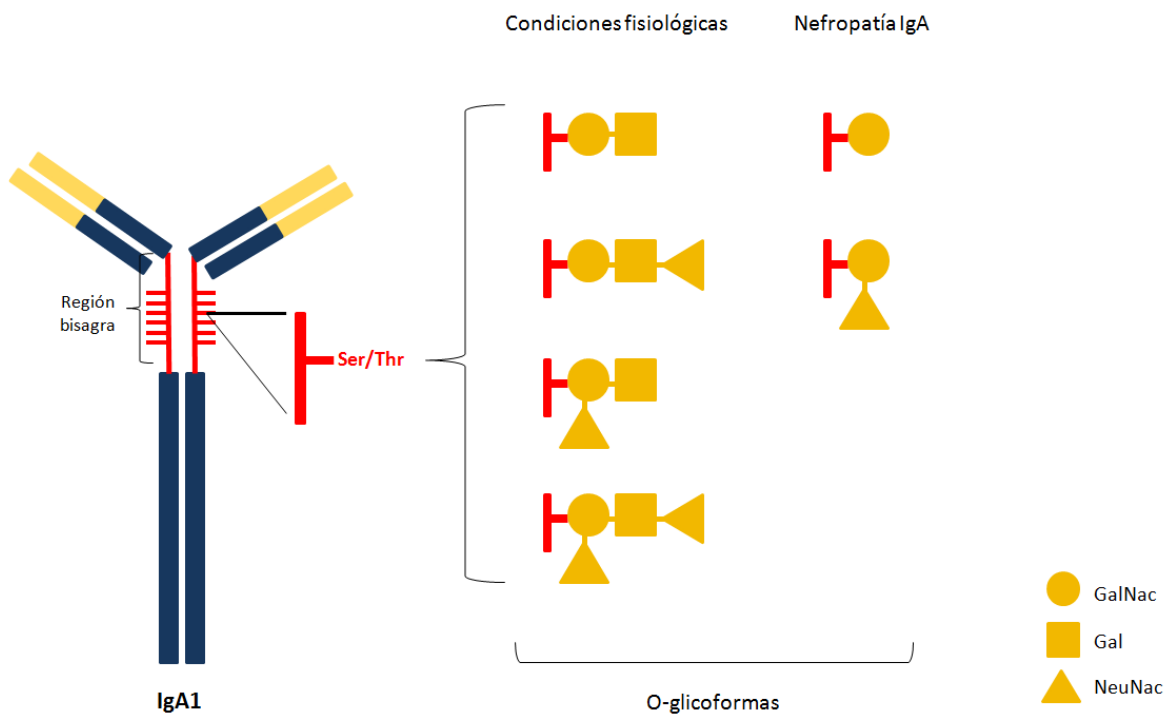 Condiciones fisiológicas
Nefropatía IgA
Región
bisagra
Ser/Thr
GalNac
Gal
NeuNac
IgA1
O-glicoformas